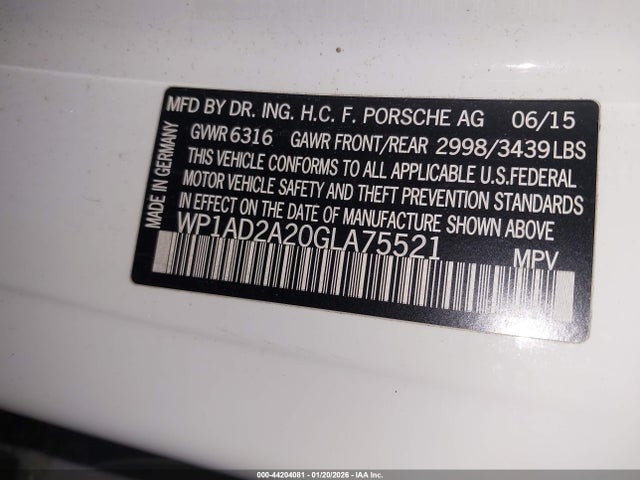 MFD BY DR. ING. H.C. F. PORSCHE AG 06/15
GVWR 6316 GAWR FRONT/REAR 2998/3439 LBS
THIS VEHICLE CONFORMS TO ALL APPLICABLE U.S.FEDERAL
MOTOR VEHICLE SAFETY AND THEFT PREVENTION STANDARDS
IN EFFECT ON THE DATE OF MANUFACTURE SHOWN ABOVE
WP1AD2A20GLA75521 MPV
MADE IN GERMANY
000-44204081 - 01/20/2026 - IAA Inc.